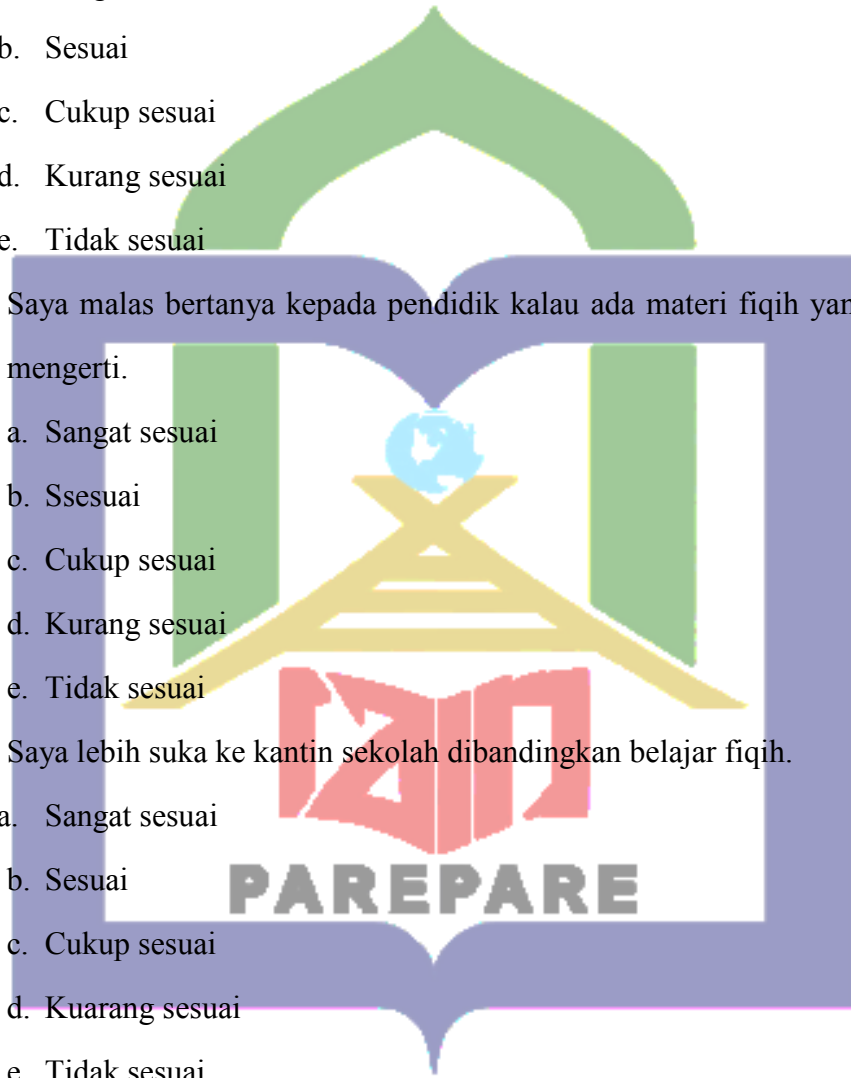 b. Sesuai
c. Cukup sesuai
d. Kurang sesuai
e. Tidak sesuai
Saya malas bertanya kepada pendidik kalau ada materi fiqih
mengerti.
a. Sangat sesuai
b. Ssesuai
c. Cukup sesuai
d. Kurang sesuai
e. Tidak sesuai
Saya lebih suka ke kantin sekolah dibandingkan belajar fiqih.
a. Sangat sesuai
b. Sesuai
PAREPARE
c. Cukup sesuai
d. Kuarang sesuai
e. Tidak sesuai